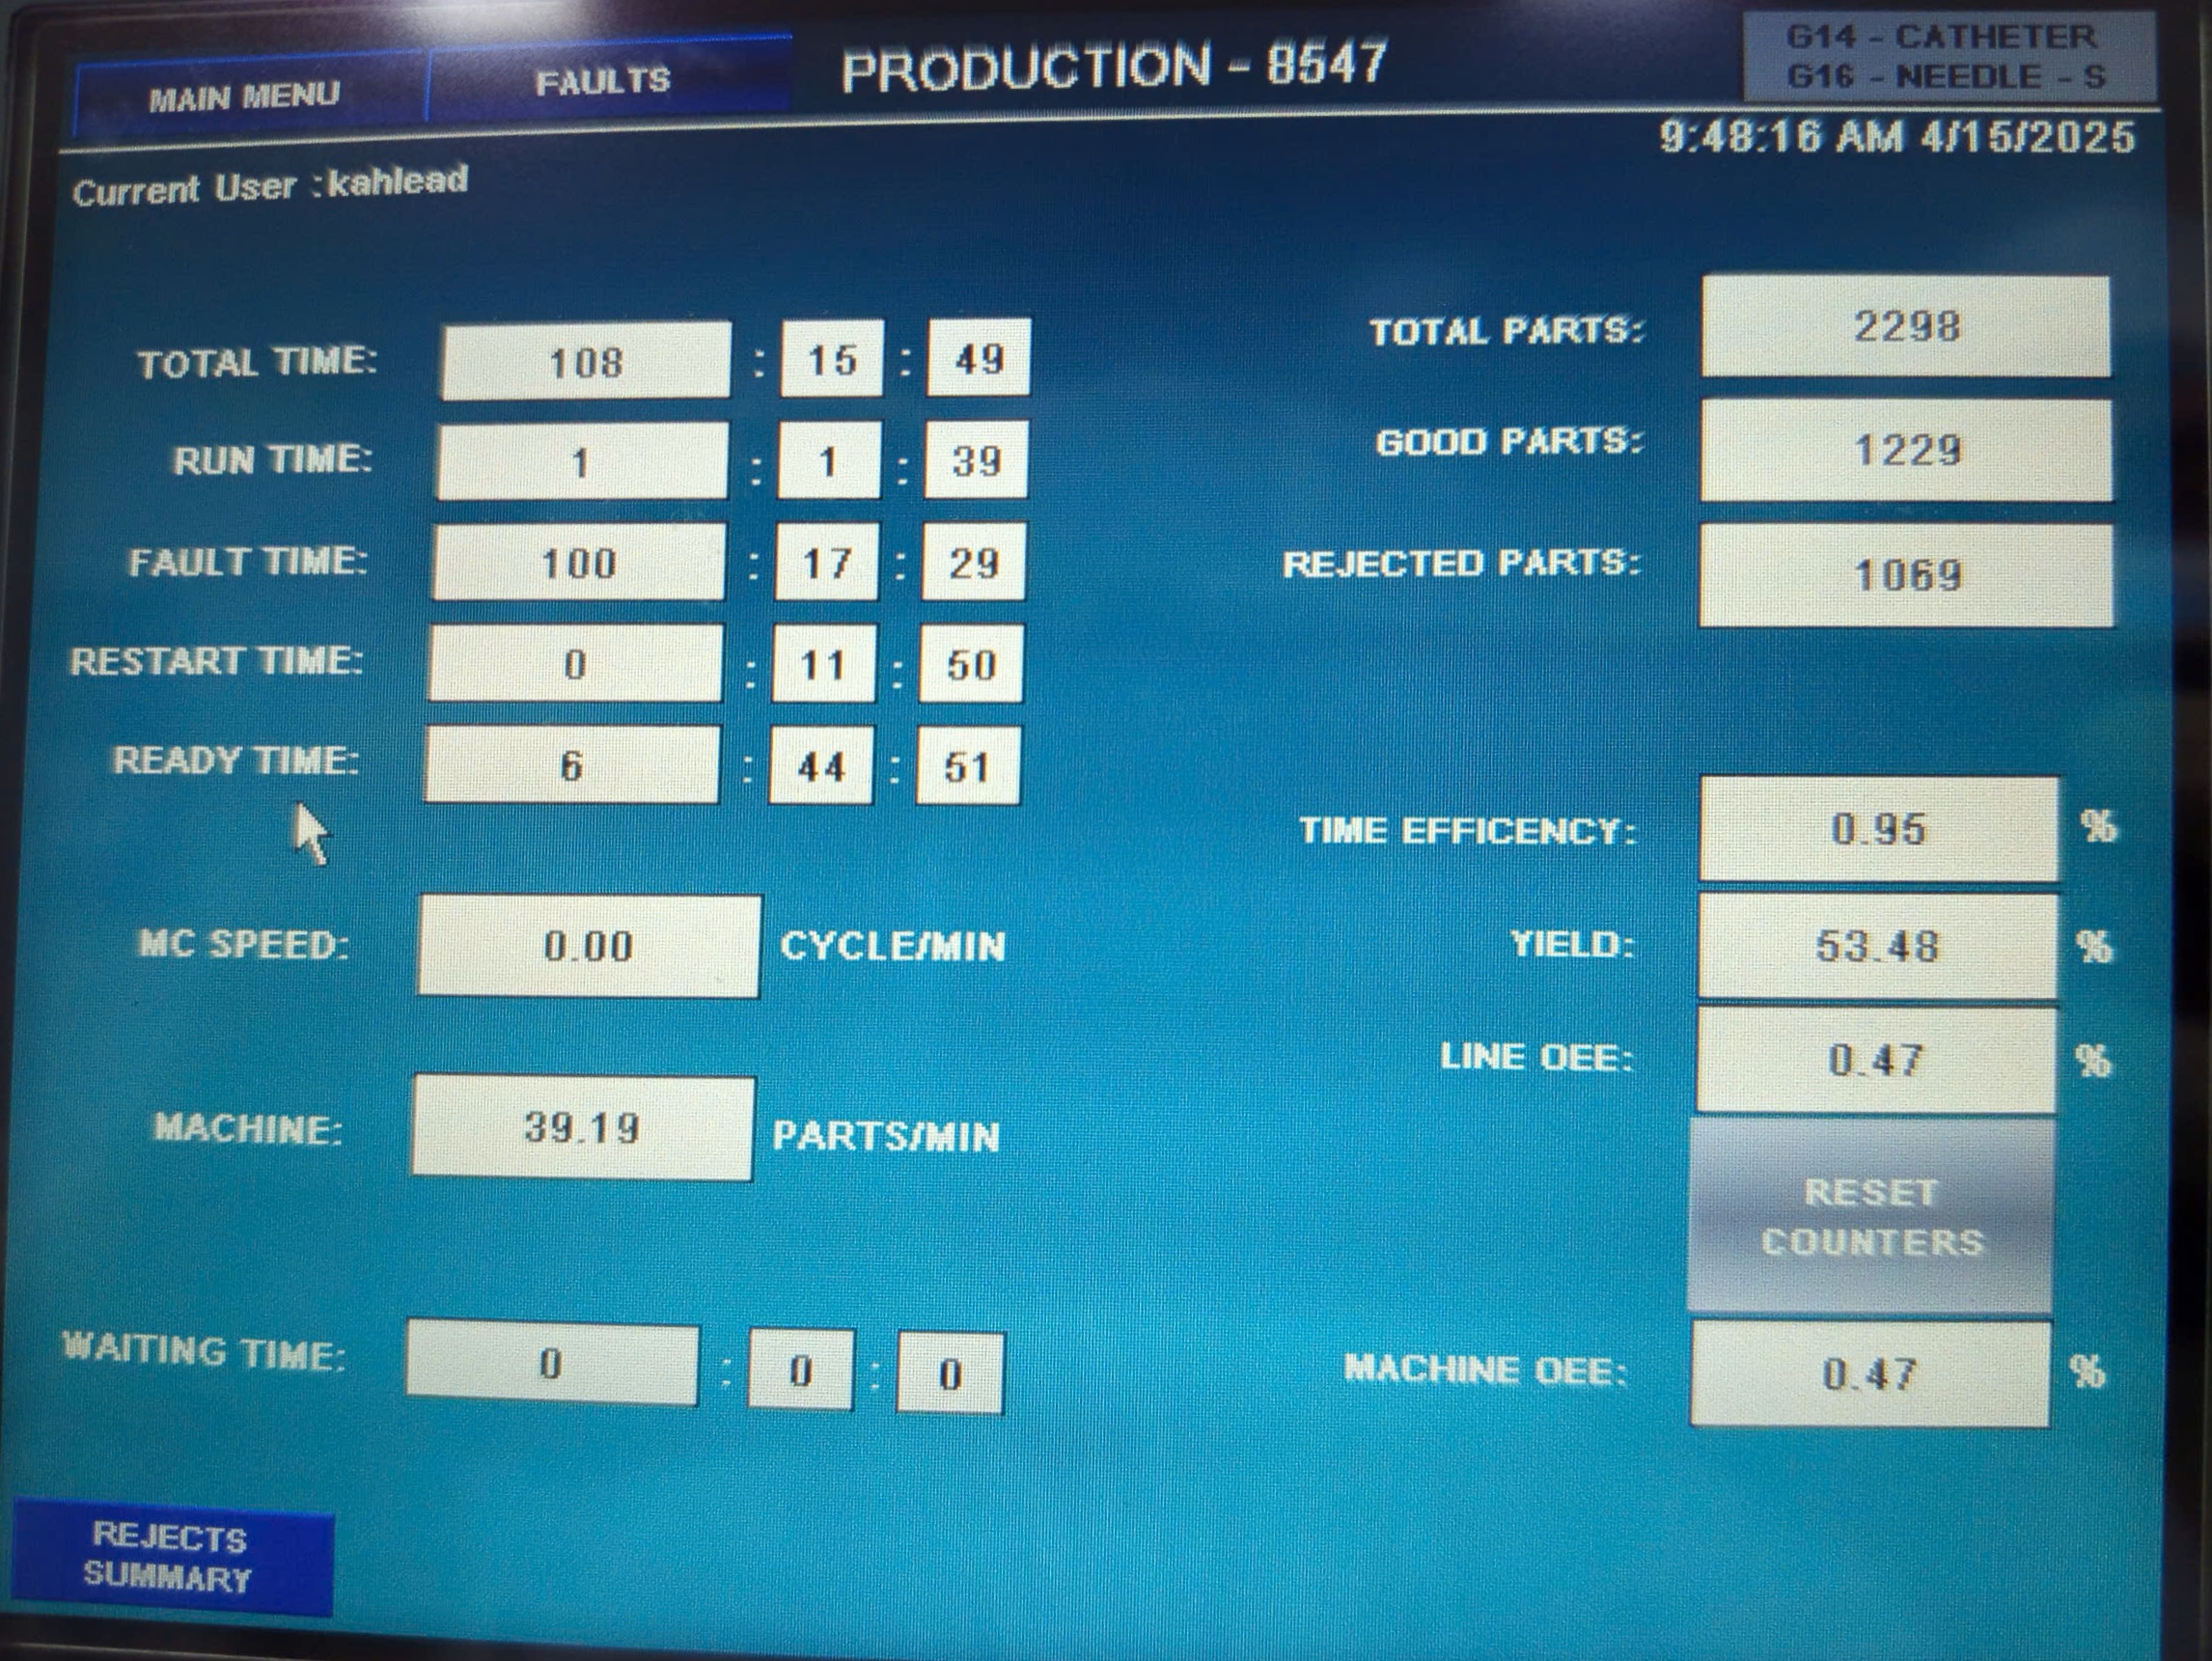 MAIN MENU
FAULTS
PRODUCTION - 8547
G14 - CATHETER
G16 - NEEDLE - S
9:48:16 AM 4/15/2025
Current User :kahlead
TOTAL TIME: 108 : 15 : 49
RUN TIME: 1 : 1 : 39
FAULT TIME: 100 : 17 : 29
RESTART TIME: 0 : 11 : 50
READY TIME: 6 : 44 : 51
MC SPEED: 0.00 CYCLE/MIN
MACHINE: 39.19 PARTS/MIN
WAITING TIME: 0 : 0 : 0
REJECTS
SUMMARY
TOTAL PARTS: 2298
GOOD PARTS: 1229
REJECTED PARTS: 1069
TIME EFFICENCY: 0.95 %
YIELD: 53.48 %
LINE OEE: 0.47 %
RESET
COUNTERS
MACHINE OEE: 0.47 %